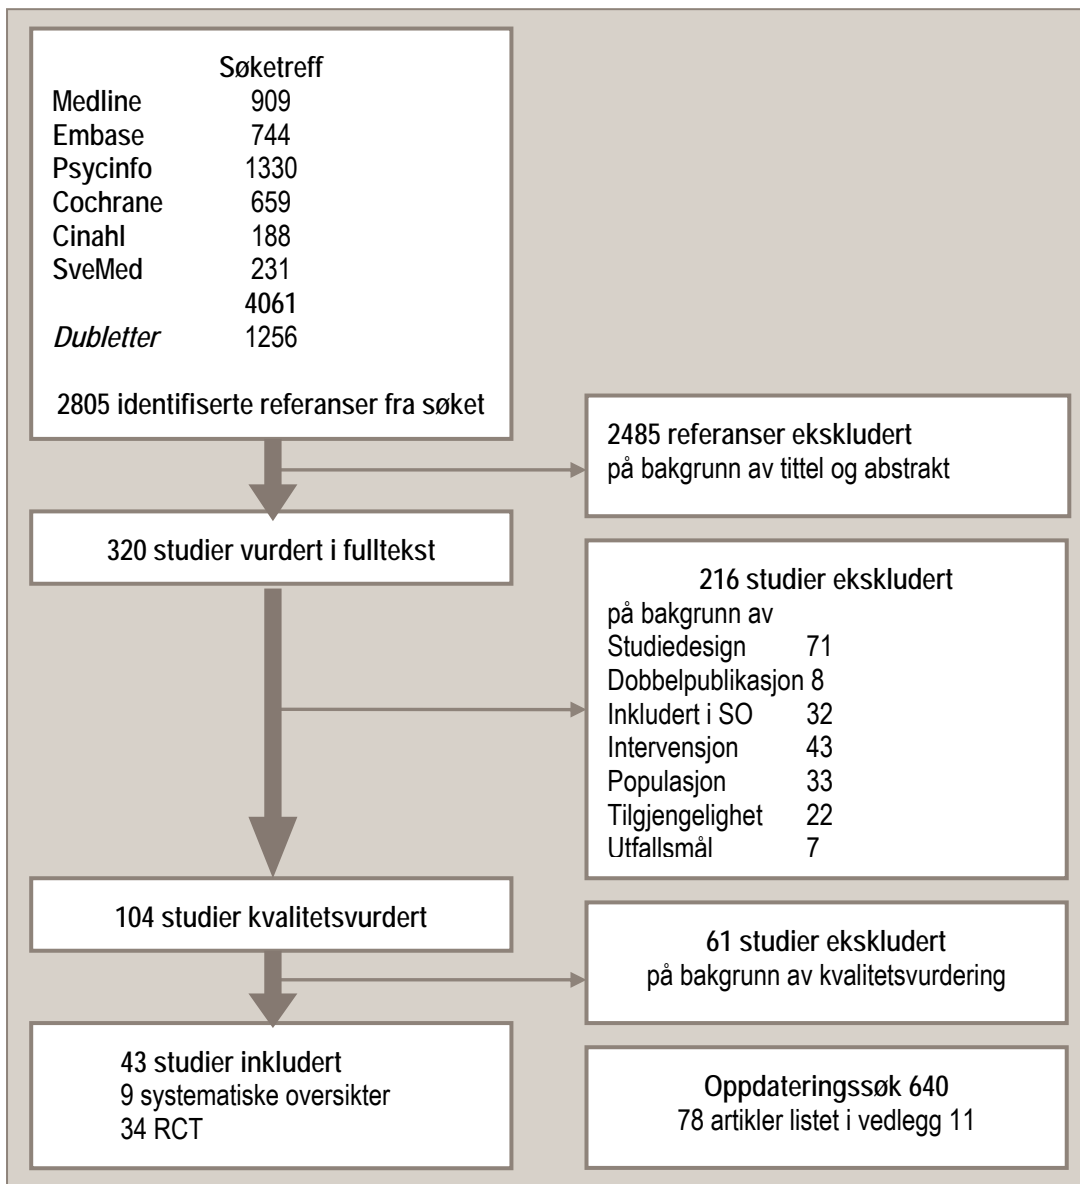 Søketreff
Medline 909
Embase 744
Psycinfo 1330
Cochrane 659
Cinahl 188
SveMed 231
4061
Dubletter 1256
2805 identifiserte referanser fra søket
2485 referanser ekskludert
på bakgrunn av tittel og abstrakt
320 studier vurdert i fulltekst
216 studier ekskludert
på bakgrunn av
Studiedesign 71
Dobbelpublikasjon 8
Inkludert i SO 32
Intervensjon 43
Populasjon 33
Tilgjengelighet 22
Utfallsmål 7
104 studier kvalitetsvurdert
61 studier ekskludert
på bakgrunn av kvalitetsvurdering
43 studier inkludert
9 systematiske oversikter
34 RCT
Oppdateringssøk 640
78 artikler listet i vedlegg 11